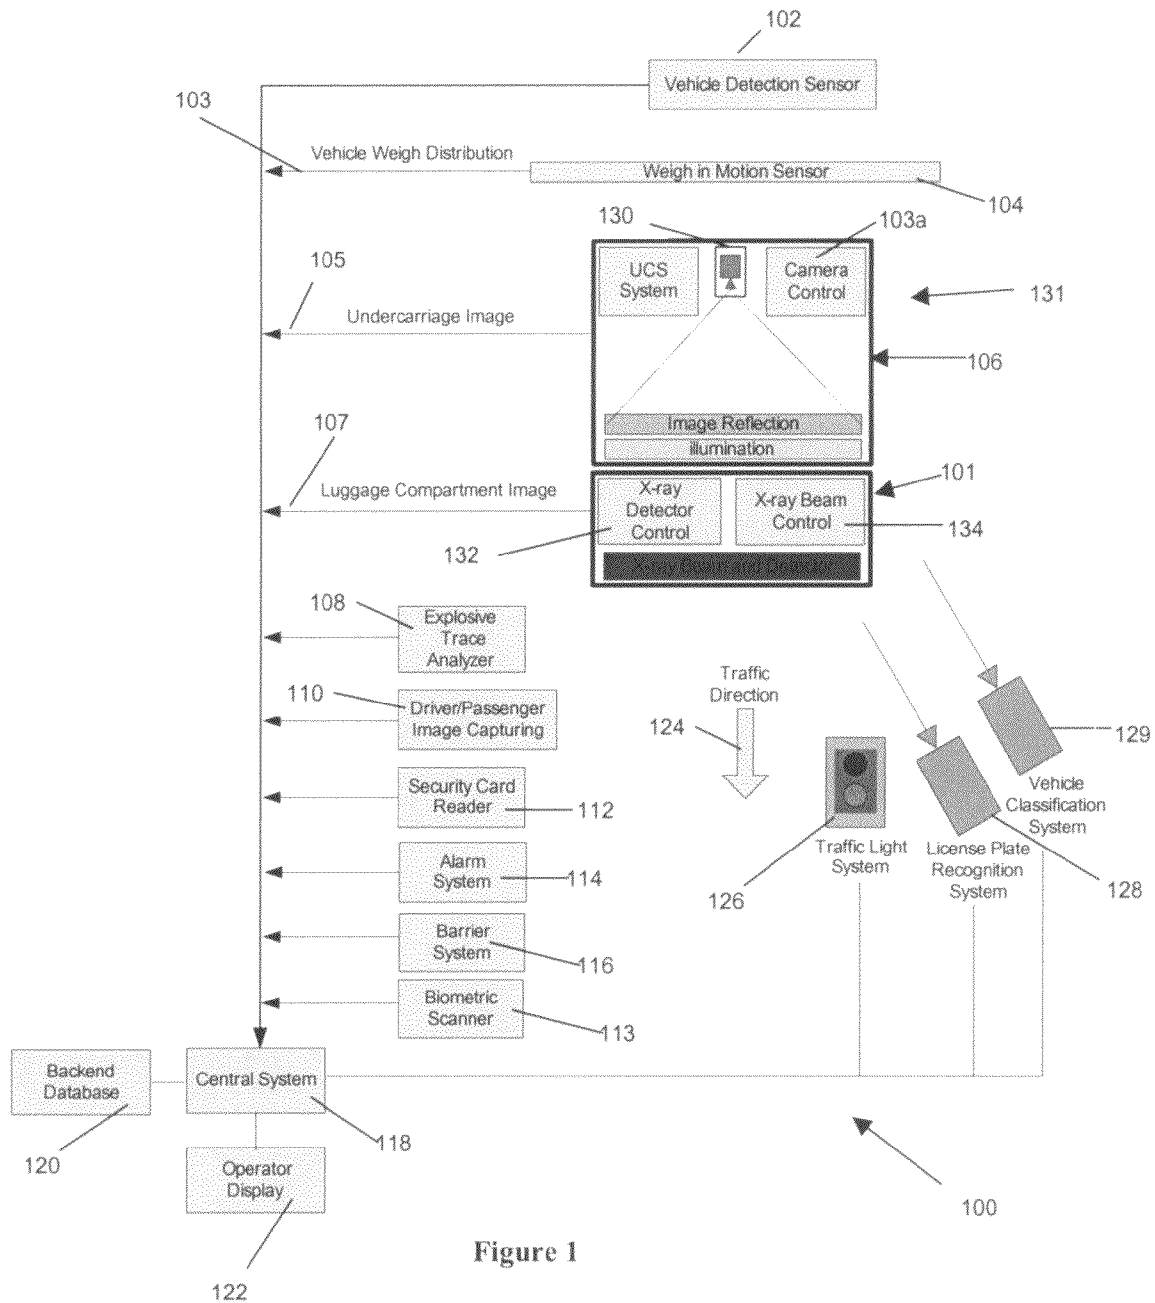 102
Vehicle Detection Sensor
103
Vehicle Weigh Distribution
Weigh in Motion Sensor
104
130
103a
UCS
System
Camera
Control
105
131
Undercarriage Image
106
Image Reflection
illumination
107
101
Luggage Compartment Image
X-ray
Detector
Control
X-ray Beam
Control
132
134
X-ray Beam and Detector
108
Explosive
Trace
Analyzer
110
Driver/Passenger
Image Capturing
Traffic
Direction
124
129
Security Card
Reader
112
Vehicle
Classification
System
Traffic Light
System
License Plate
Recognition
System
126
128
Alarm
System
114
Barrier
System
116
Biometric
Scanner
113
Backend
Database
Central System
120
118
Operator
Display
122
100
Figure 1